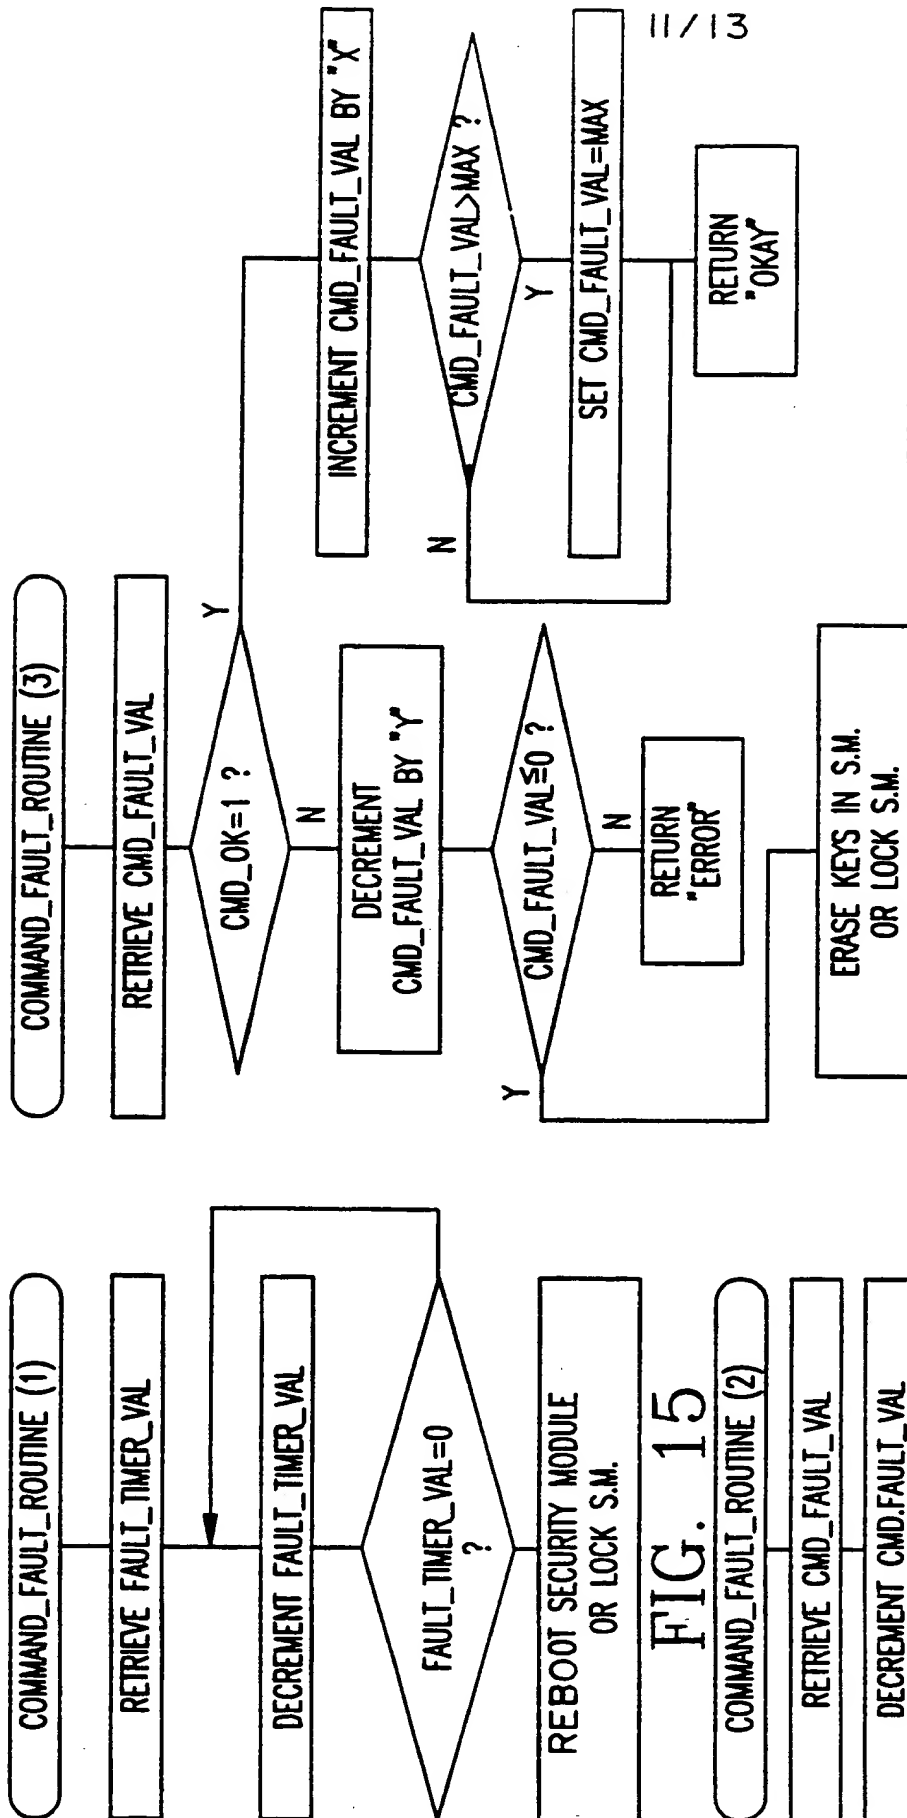 11/13
COMMAND_FAULT_ROUTINE (1)
RETRIEVE FAULT_TIMER_VAL
DECREMENT FAULT_TIMER_VAL
FAULT_TIMER_VAL=0
?
REBOOT SECURITY MODULE
OR LOCK S.M.
FIG. 15
COMMAND_FAULT_ROUTINE (2)
RETRIEVE CMD_FAULT_VAL
DECREMENT CMD.FAULT_VAL
COMMAND_FAULT_ROUTINE (3)
RETRIEVE CMD_FAULT_VAL
CMD_OK=1 ?
Y
N
DECREMENT
CMD_FAULT_VAL BY "Y"
CMD_FAULT_VAL≦0 ?
Y
N
RETURN
"ERROR"
ERASE KEYS IN S.M.
OR LOCK S.M.
INCREMENT CMD_FAULT_VAL BY "X"
CMD_FAULT_VAL>MAX ?
N
Y
SET CMD_FAULT_VAL=MAX
RETURN
"OKAY"